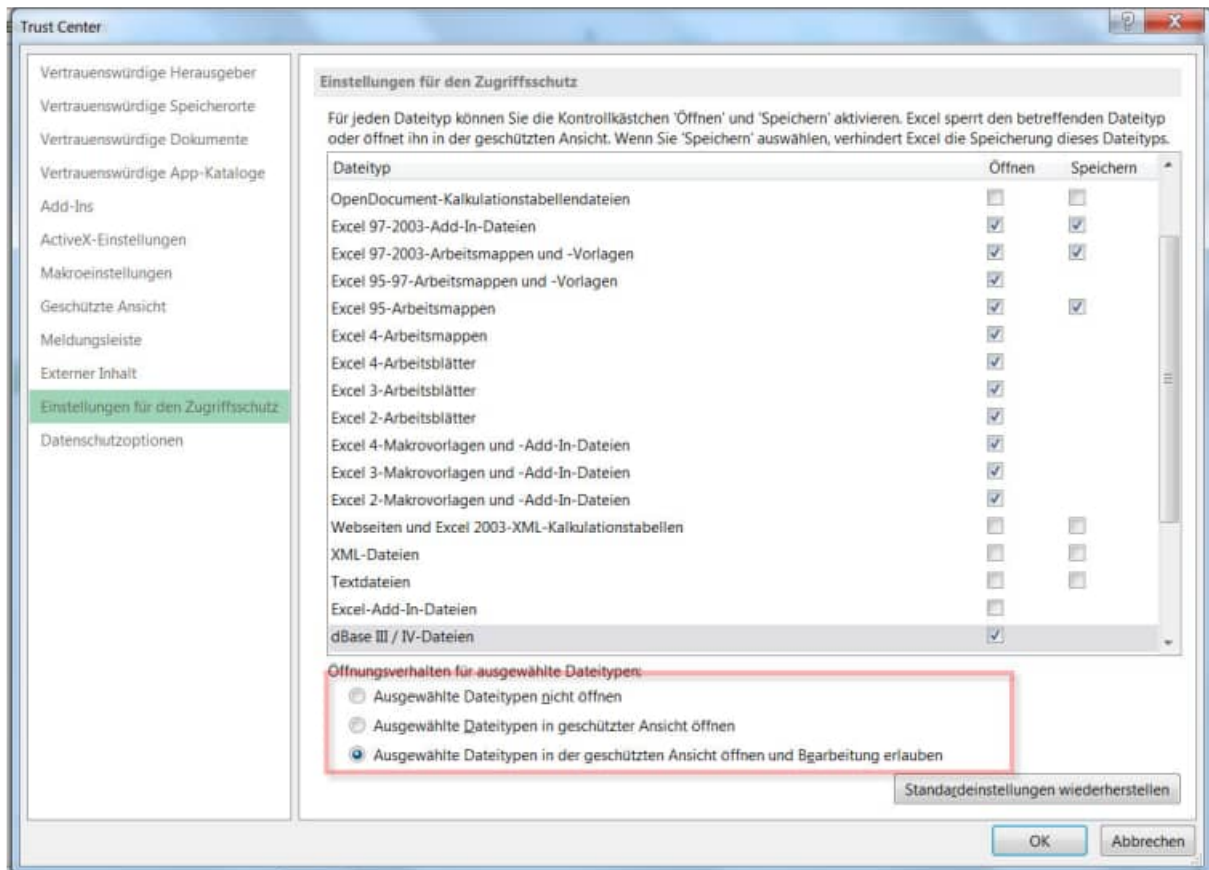 Trust Center
Vertrauenswürdige Herausgeber
Vertrauenswürdige Speicherorte
Vertrauenswürdige Dokumente
Vertrauenswürdige App-Kataloge
Add-Ins
ActiveX-Einstellungen
Makroeinstellungen
Geschützte Ansicht
Meldungsleiste
Externer Inhalt
Einstellungen für den Zugriffsschutz
Datenschutzoptionen
Einstellungen für den Zugriffsschutz
Für jeden Dateityp können Sie die Kontrollkästchen 'Öffnen' und 'Speichern' aktivieren. Excel sperrt den betreffenden Dateityp
oder öffnet ihn in der geschützten Ansicht. Wenn Sie 'Speichern' auswählen, verhindert Excel die Speicherung dieses Dateityps.
Dateityp Öffnen Speichern
OpenDocument-Kalkulationstabellendateien
Excel 97-2003-Add-In-Dateien
Excel 97-2003-Arbeitsmappen und -Vorlagen
Excel 95-97-Arbeitsmappen und -Vorlagen
Excel 95-Arbeitsmappen
Excel 4-Arbeitsmappen
Excel 4-Arbeitsblätter
Excel 3-Arbeitsblätter
Excel 2-Arbeitsblätter
Excel 4-Makrovorlagen und -Add-In-Dateien
Excel 3-Makrovorlagen und -Add-In-Dateien
Excel 2-Makrovorlagen und -Add-In-Dateien
Webseiten und Excel 2003-XML-Kalkulationstabellen
XML-Dateien
Textdateien
Excel-Add-In-Dateien
dBase III / IV-Dateien
Öffnungsverhalten für ausgewählte Dateitypen:
Ausgewählte Dateitypen nicht öffnen
Ausgewählte Dateitypen in geschützter Ansicht öffnen
Ausgewählte Dateitypen in der geschützten Ansicht öffnen und Bearbeitung erlauben
Standardeinstellungen wiederherstellen
OK Abbrechen